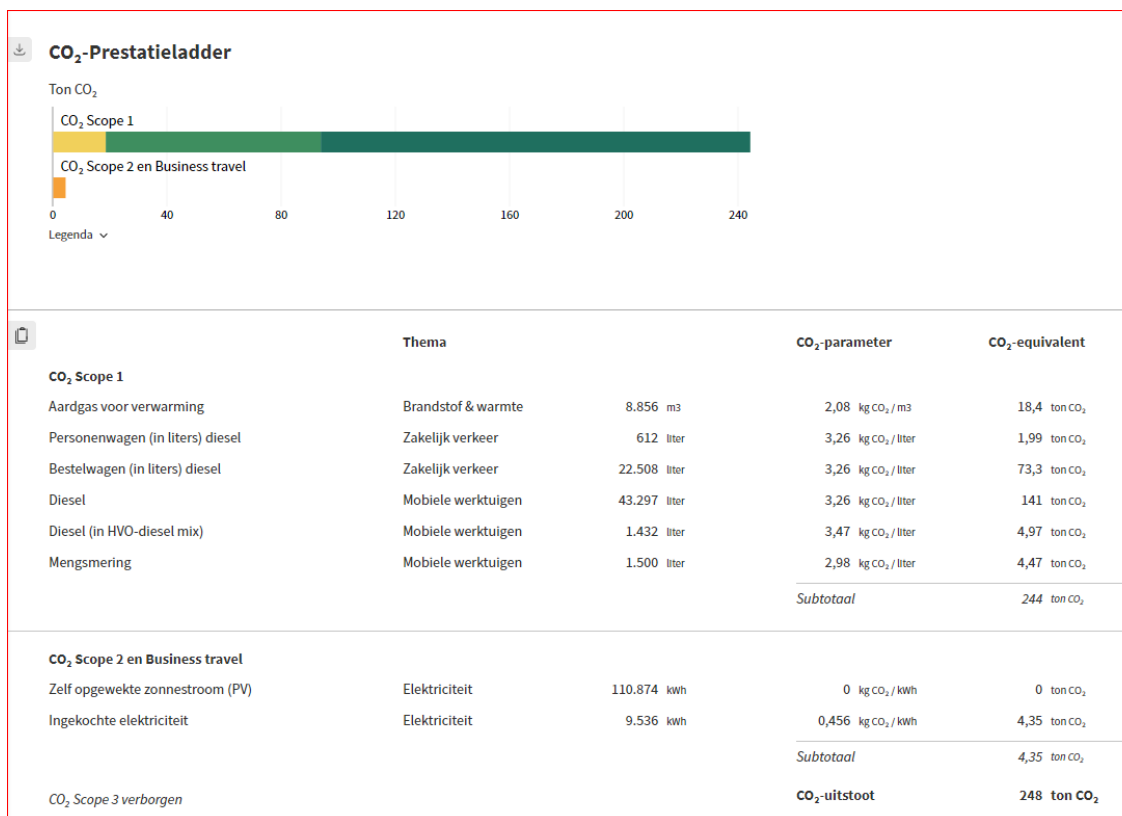 CO₂-Prestatieladder
Ton CO₂
CO₂ Scope 1
CO₂ Scope 2 en Business travel
0 40 80 120 160 200 240
Legenda
Thema CO₂-parameter CO₂-equivalent
CO₂ Scope 1
Aardgas voor verwarming Brandstof & warmte 8.856 m3 2,08 kg CO₂ / m3 18,4 ton CO₂
Personenwagen (in liters) diesel Zakelijk verkeer 612 liter 3,26 kg CO₂ / liter 1,99 ton CO₂
Bestelwagen (in liters) diesel Zakelijk verkeer 22.508 liter 3,26 kg CO₂ / liter 73,3 ton CO₂
Diesel Mobiele werktuigen 43.297 liter 3,26 kg CO₂ / liter 141 ton CO₂
Diesel (in HVO-diesel mix) Mobiele werktuigen 1.432 liter 3,47 kg CO₂ / liter 4,97 ton CO₂
Mengsmering Mobiele werktuigen 1.500 liter 2,98 kg CO₂ / liter 4,47 ton CO₂
Subtotaal 244 ton CO₂
CO₂ Scope 2 en Business travel
Zelf opgewekte zonnestroom (PV) Elektriciteit 110.874 kWh 0 kg CO₂ / kWh 0 ton CO₂
Ingekochte elektriciteit Elektriciteit 9.536 kWh 0,456 kg CO₂ / kWh 4,35 ton CO₂
Subtotaal 4,35 ton CO₂
CO₂ Scope 3 verborgen CO₂-uitstoot 248 ton CO₂